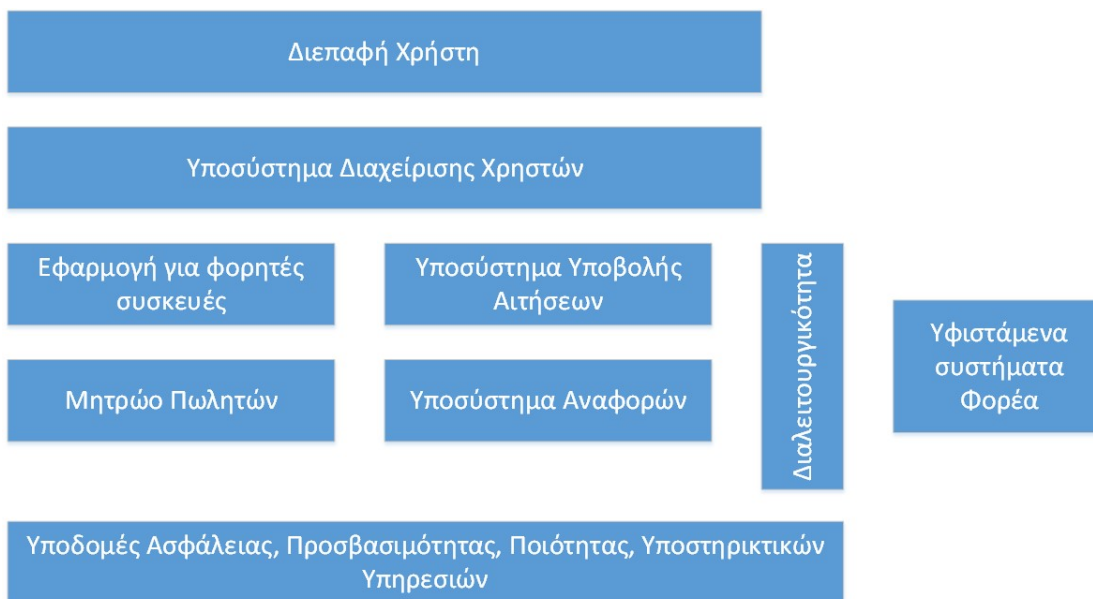 Διεπαφή Χρήστη
Υποσύστημα Διαχείρισης Χρηστών
Εφαρμογή για φορητές
συσκευές
Υποσύστημα Υποβολής
Αιτήσεων
Μητρώο Πωλητών
Υποσύστημα Αναφορών
Διαλειτουργικότητα
Υφιστάμενα
συστήματα
Φορέα
Υποδομές Ασφάλειας, Προσβασιμότητας, Ποιότητας, Υποστηρικτικών
Υπηρεσιών